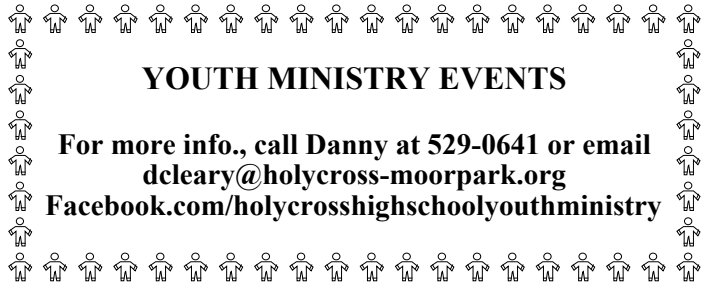 YOUTH MINISTRY EVENTS
For more info., call Danny at 529-0641 or email
dcleary@holycross-moorpark.org
Facebook.com/holycrosshighschoolyouthministry